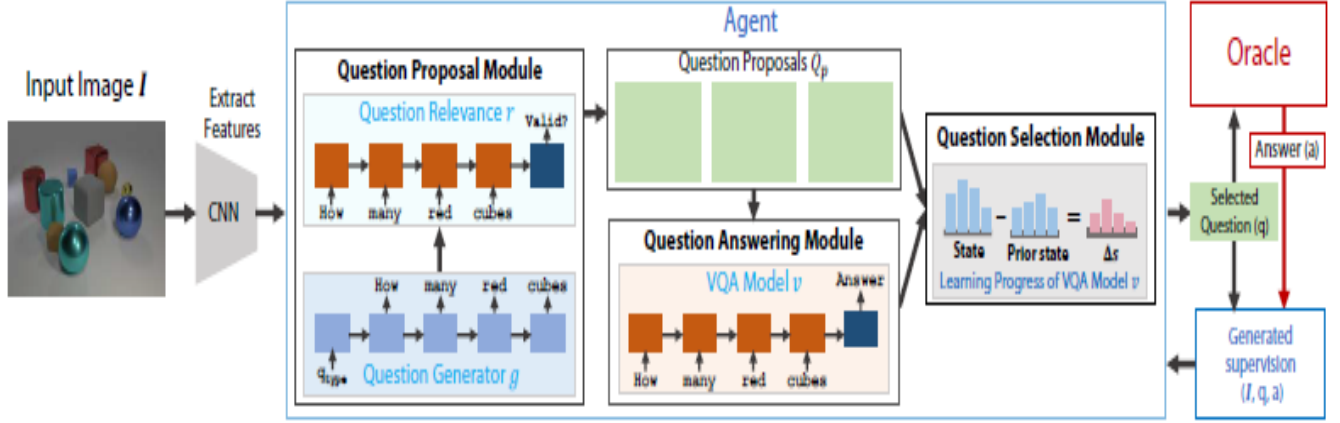 Agent
Input Image I
Extract
Features
CNN
Question Proposal Module
Question Relevance r
Valid?
How many red cubes
How many red cubes
q_type
Question Generator g
Question Proposals Q_p
Question Answering Module
VQA Model v
Answer
How many red cubes
Question Selection Module
State − Prior state = Δs
Learning Progress of VQA Model v
Oracle
Answer (a)
Selected
Question (q)
Generated
supervision
(I, q, a)